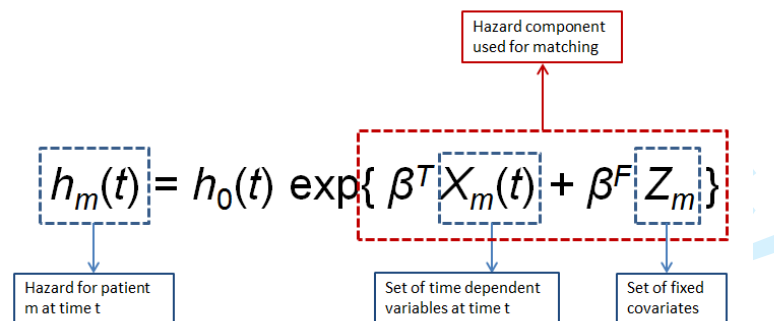 Hazard component
used for matching
hₘ(t) = h₀(t) exp{ βᵀ Xₘ(t) + βᶠ Zₘ}
Hazard for patient
m at time t
Set of time dependent
variables at time t
Set of fixed
covariates